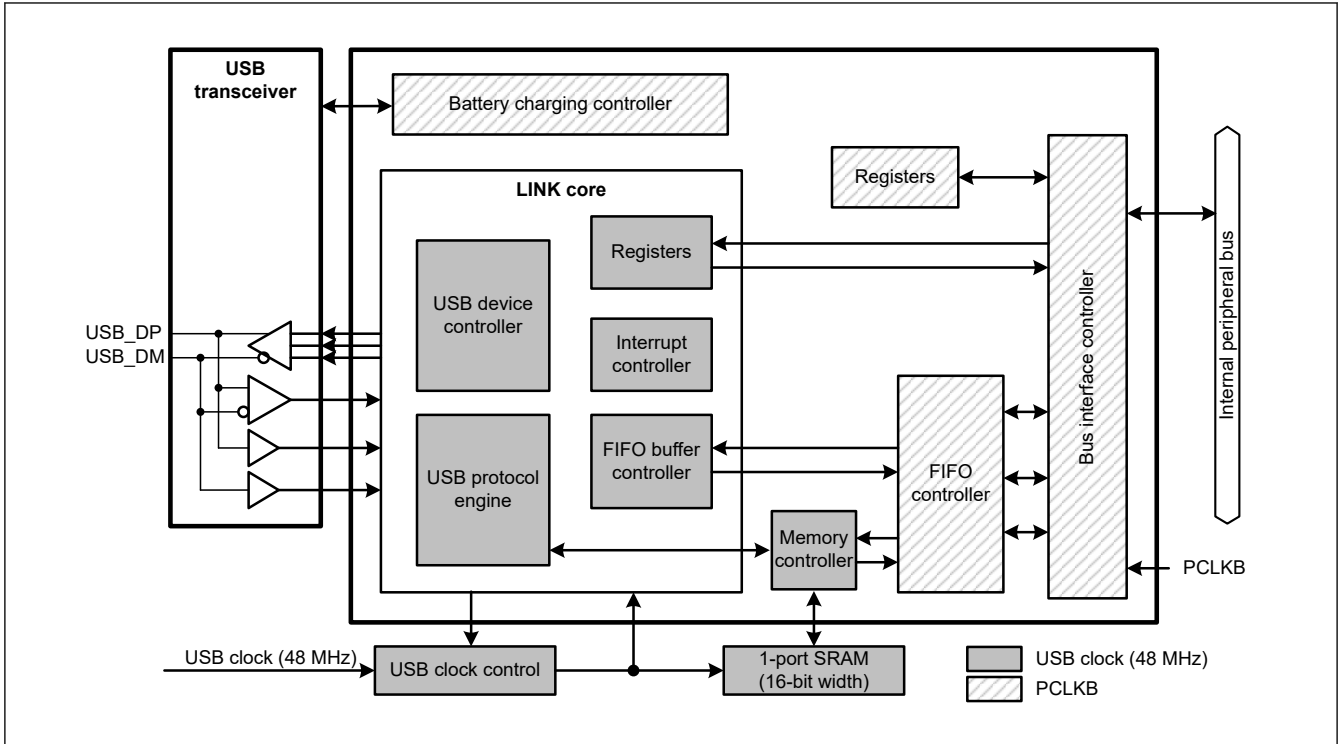 USB
transceiver
Battery charging controller
Registers
LINK core
Registers
USB device
controller
Interrupt
controller
USB_DP
USB_DM
FIFO buffer
controller
USB protocol
engine
FIFO
controller
Memory
controller
Bus interface controller
Internal peripheral bus
PCLKB
USB clock (48 MHz)
USB clock control
1-port SRAM
(16-bit width)
USB clock (48 MHz)
PCLKB